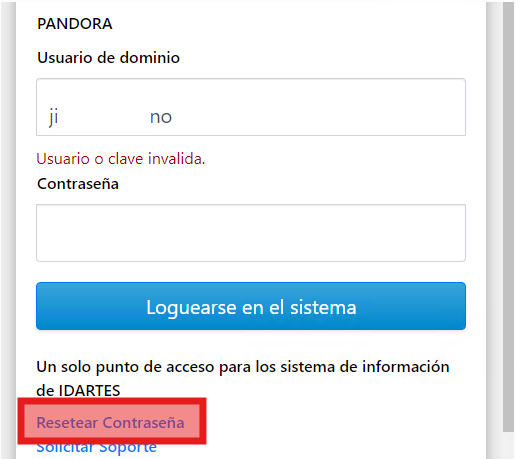 PANDORA
Usuario de dominio
ji no
Usuario o clave invalida.
Contraseña
Loguearse en el sistema
Un solo punto de acceso para los sistema de información
de IDARTES
Resetear Contraseña
Solicitar Soporte